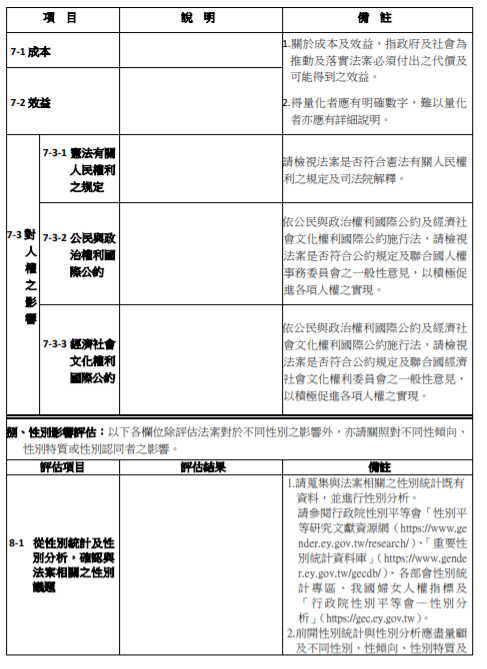 項 目 說 明 備 註
7-1 成本
1.關於成本及效益，指政府及社會為
推動及落實法案必須付出之代價及
可能得到之效益。
7-2 效益
2.得量化者應有明確數字，難以量化
者亦應有詳細說明。
7-3 對人權之影響
7-3-1 憲法有關
人民權利
之規定
請檢視法案是否符合憲法有關人民權
利之規定及司法院解釋。
7-3-2 公民與政
治權利國
際公約
依公民與政治權利國際公約及經濟社
會文化權利國際公約施行法，請檢視
法案是否符合公約規定及聯合國人權
事務委員會之一般性意見，以積極促
進各項人權之實現。
7-3-3 經濟社會
文化權利
國際公約
依公民與政治權利國際公約及經濟社
會文化權利國際公約施行法，請檢視
法案是否符合公約規定及聯合國經濟
社會文化權利委員會之一般性意見，
以積極促進各項人權之實現。
捌、性別影響評估：以下各欄位除評估法案對於不同性別之影響外，亦請關照對不同性傾向、
性別特質或性別認同者之影響。
評估項目 評估結果 備註
8-1 從性別統計及性
別分析，確認與
法案相關之性別
議題
1.請蒐集與法案相關之性別統計既有
資料，並進行性別分析。
請參閱行政院性別平等會「性別平
等研究文獻資源網（https://www.ge
nder.ey.gov.tw/research/）、「重要性
別統計資料庫」（https://www.gende
r.ey.gov.tw/gecdb/）、各部會性別統
計專區、我國婦女人權指標及
「行政院性別平等會—性別分
析」（https://gec.ey.gov.tw）。
2.前開性別統計與性別分析應盡量顧
及不同性別、性傾向、性別特質及